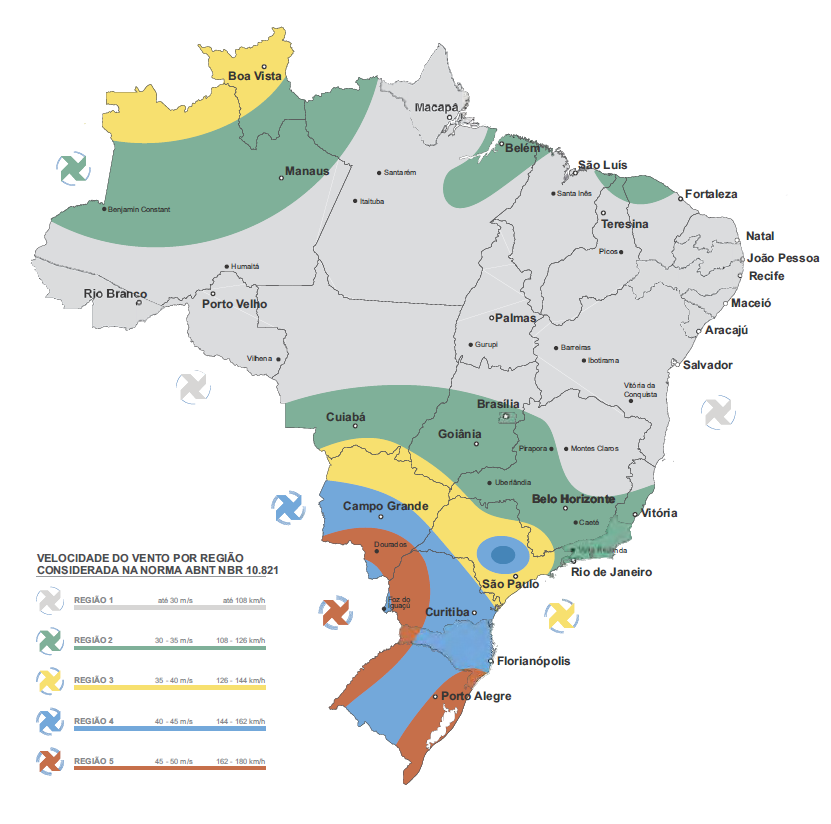 Boa Vista
Macapá
Belém
São Luís
Manaus
Santarém
Itaituba
Santa Inês
Fortaleza
Benjamin Constant
Teresina
Natal
Picos
João Pessoa
Humaitá
Recife
Rio Branco
Porto Velho
Maceió
Palmas
Aracajú
Gurupi
Barreiras
Vilhena
Ibotirama
Salvador
Vitória da
Conquista
Brasília
Cuiabá
Goiânia
Pirapora
Montes Claros
Uberlândia
Belo Horizonte
Campo Grande
Vitória
Caeté
Dourados
Volta Redonda
VELOCIDADE DO VENTO POR REGIÃO
CONSIDERADA NA NORMA ABNT NBR 10.821
Rio de Janeiro
São Paulo
REGIÃO 1 até 30 m/s até 108 km/h
Foz do
Iguaçú
Curitiba
REGIÃO 2 30 - 35 m/s 108 - 126 km/h
Florianópolis
REGIÃO 3 35 - 40 m/s 126 - 144 km/h
Porto Alegre
REGIÃO 4 40 - 45 m/s 144 - 162 km/h
REGIÃO 5 45 - 50 m/s 162 - 180 km/h